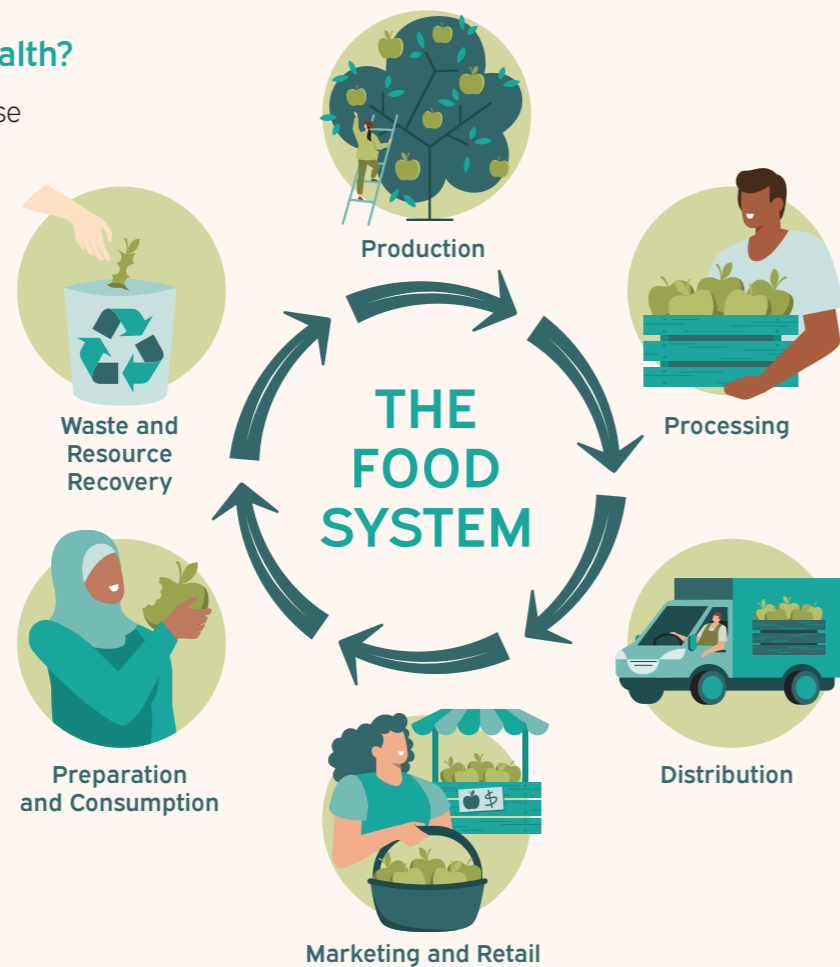 alth?
se
Production
Processing
Distribution
Marketing and Retail
Preparation
and Consumption
Waste and
Resource
Recovery
THE
FOOD
SYSTEM
$